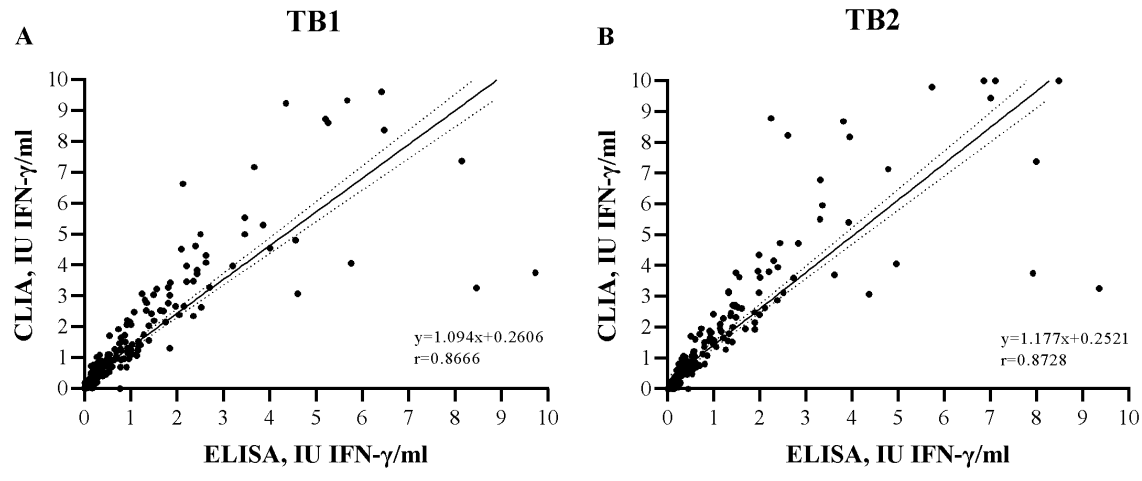 TB1
A
CLIA, IU IFN-γ/ml
10
9
8
7
6
5
4
3
2
1
0
y=1.094x+0.2606
r=0.8666
0 1 2 3 4 5 6 7 8 9 10
ELISA, IU IFN-γ/ml
TB2
B
CLIA, IU IFN-γ/ml
10
9
8
7
6
5
4
3
2
1
0
y=1.177x+0.2521
r=0.8728
0 1 2 3 4 5 6 7 8 9 10
ELISA, IU IFN-γ/ml